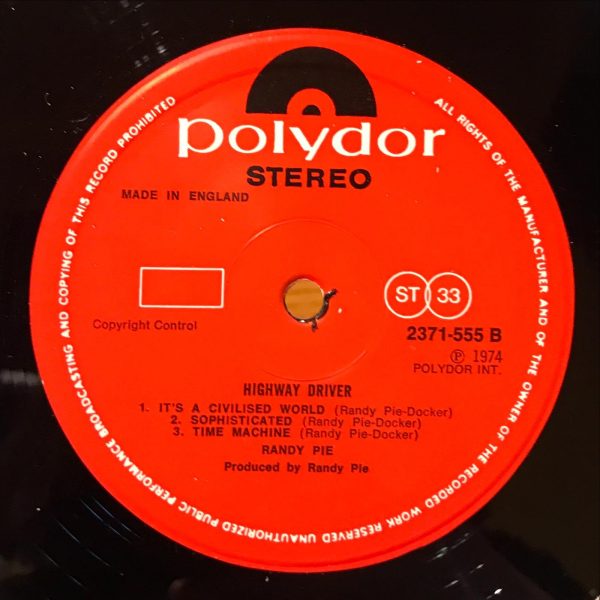 polydor
STEREO
MADE IN ENGLAND
ST 33
2371-555 B
Copyright Control
Ⓟ 1974
POLYDOR INT.
HIGHWAY DRIVER
1. IT'S A CIVILISED WORLD (Randy Pie-Docker)
2. SOPHISTICATED (Randy Pie-Docker)
3. TIME MACHINE (Randy Pie-Docker)
RANDY PIE
Produced by Randy Pie
ALL RIGHTS OF THE MANUFACTURER AND OF THE OWNER OF THE RECORDED WORK RESERVED UNAUTHORIZED PUBLIC PERFORMANCE BROADCASTING AND COPYING OF THIS RECORD PROHIBITED